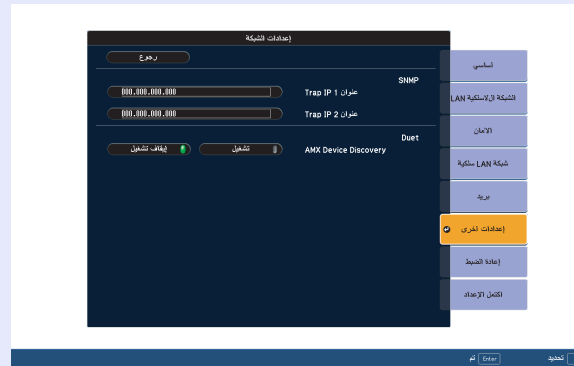 إعدادات الشبكة
رجوع
SNMP
عنوان Trap IP 1
000.000.000.000
عنوان Trap IP 2
000.000.000.000
Duet
AMX Device Discovery
تشغيل
إيقاف تشغيل
اساسي
الشبكة اللاسلكية LAN
الامان
شبكة LAN سلكية
بريد
إعدادات أخرى
إعادة الضبط
اكتمل الإعداد
تحديد
Enter تم